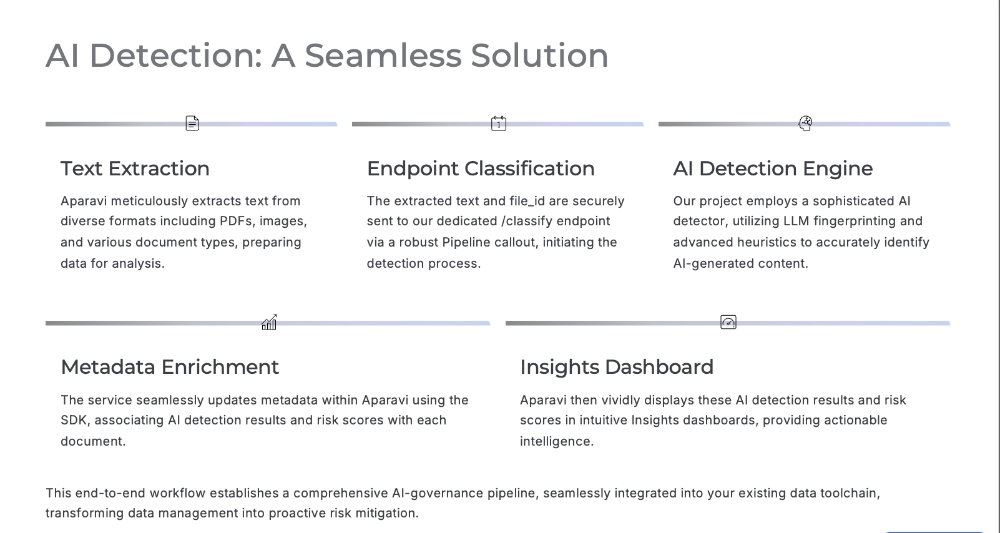 AI Detection: A Seamless Solution
1
Text Extraction
Aparavi meticulously extracts text from
diverse formats including PDFs, images,
and various document types, preparing
data for analysis.
Endpoint Classification
The extracted text and file_id are securely
sent to our dedicated /classify endpoint
via a robust Pipeline callout, initiating the
detection process.
AI Detection Engine
Our project employs a sophisticated AI
detector, utilizing LLM fingerprinting and
advanced heuristics to accurately identify
AI-generated content.
Metadata Enrichment
The service seamlessly updates metadata within Aparavi using the
SDK, associating AI detection results and risk scores with each
document.
Insights Dashboard
Aparavi then vividly displays these AI detection results and risk
scores in intuitive Insights dashboards, providing actionable
intelligence.
This end-to-end workflow establishes a comprehensive AI-governance pipeline, seamlessly integrated into your existing data toolchain,
transforming data management into proactive risk mitigation.